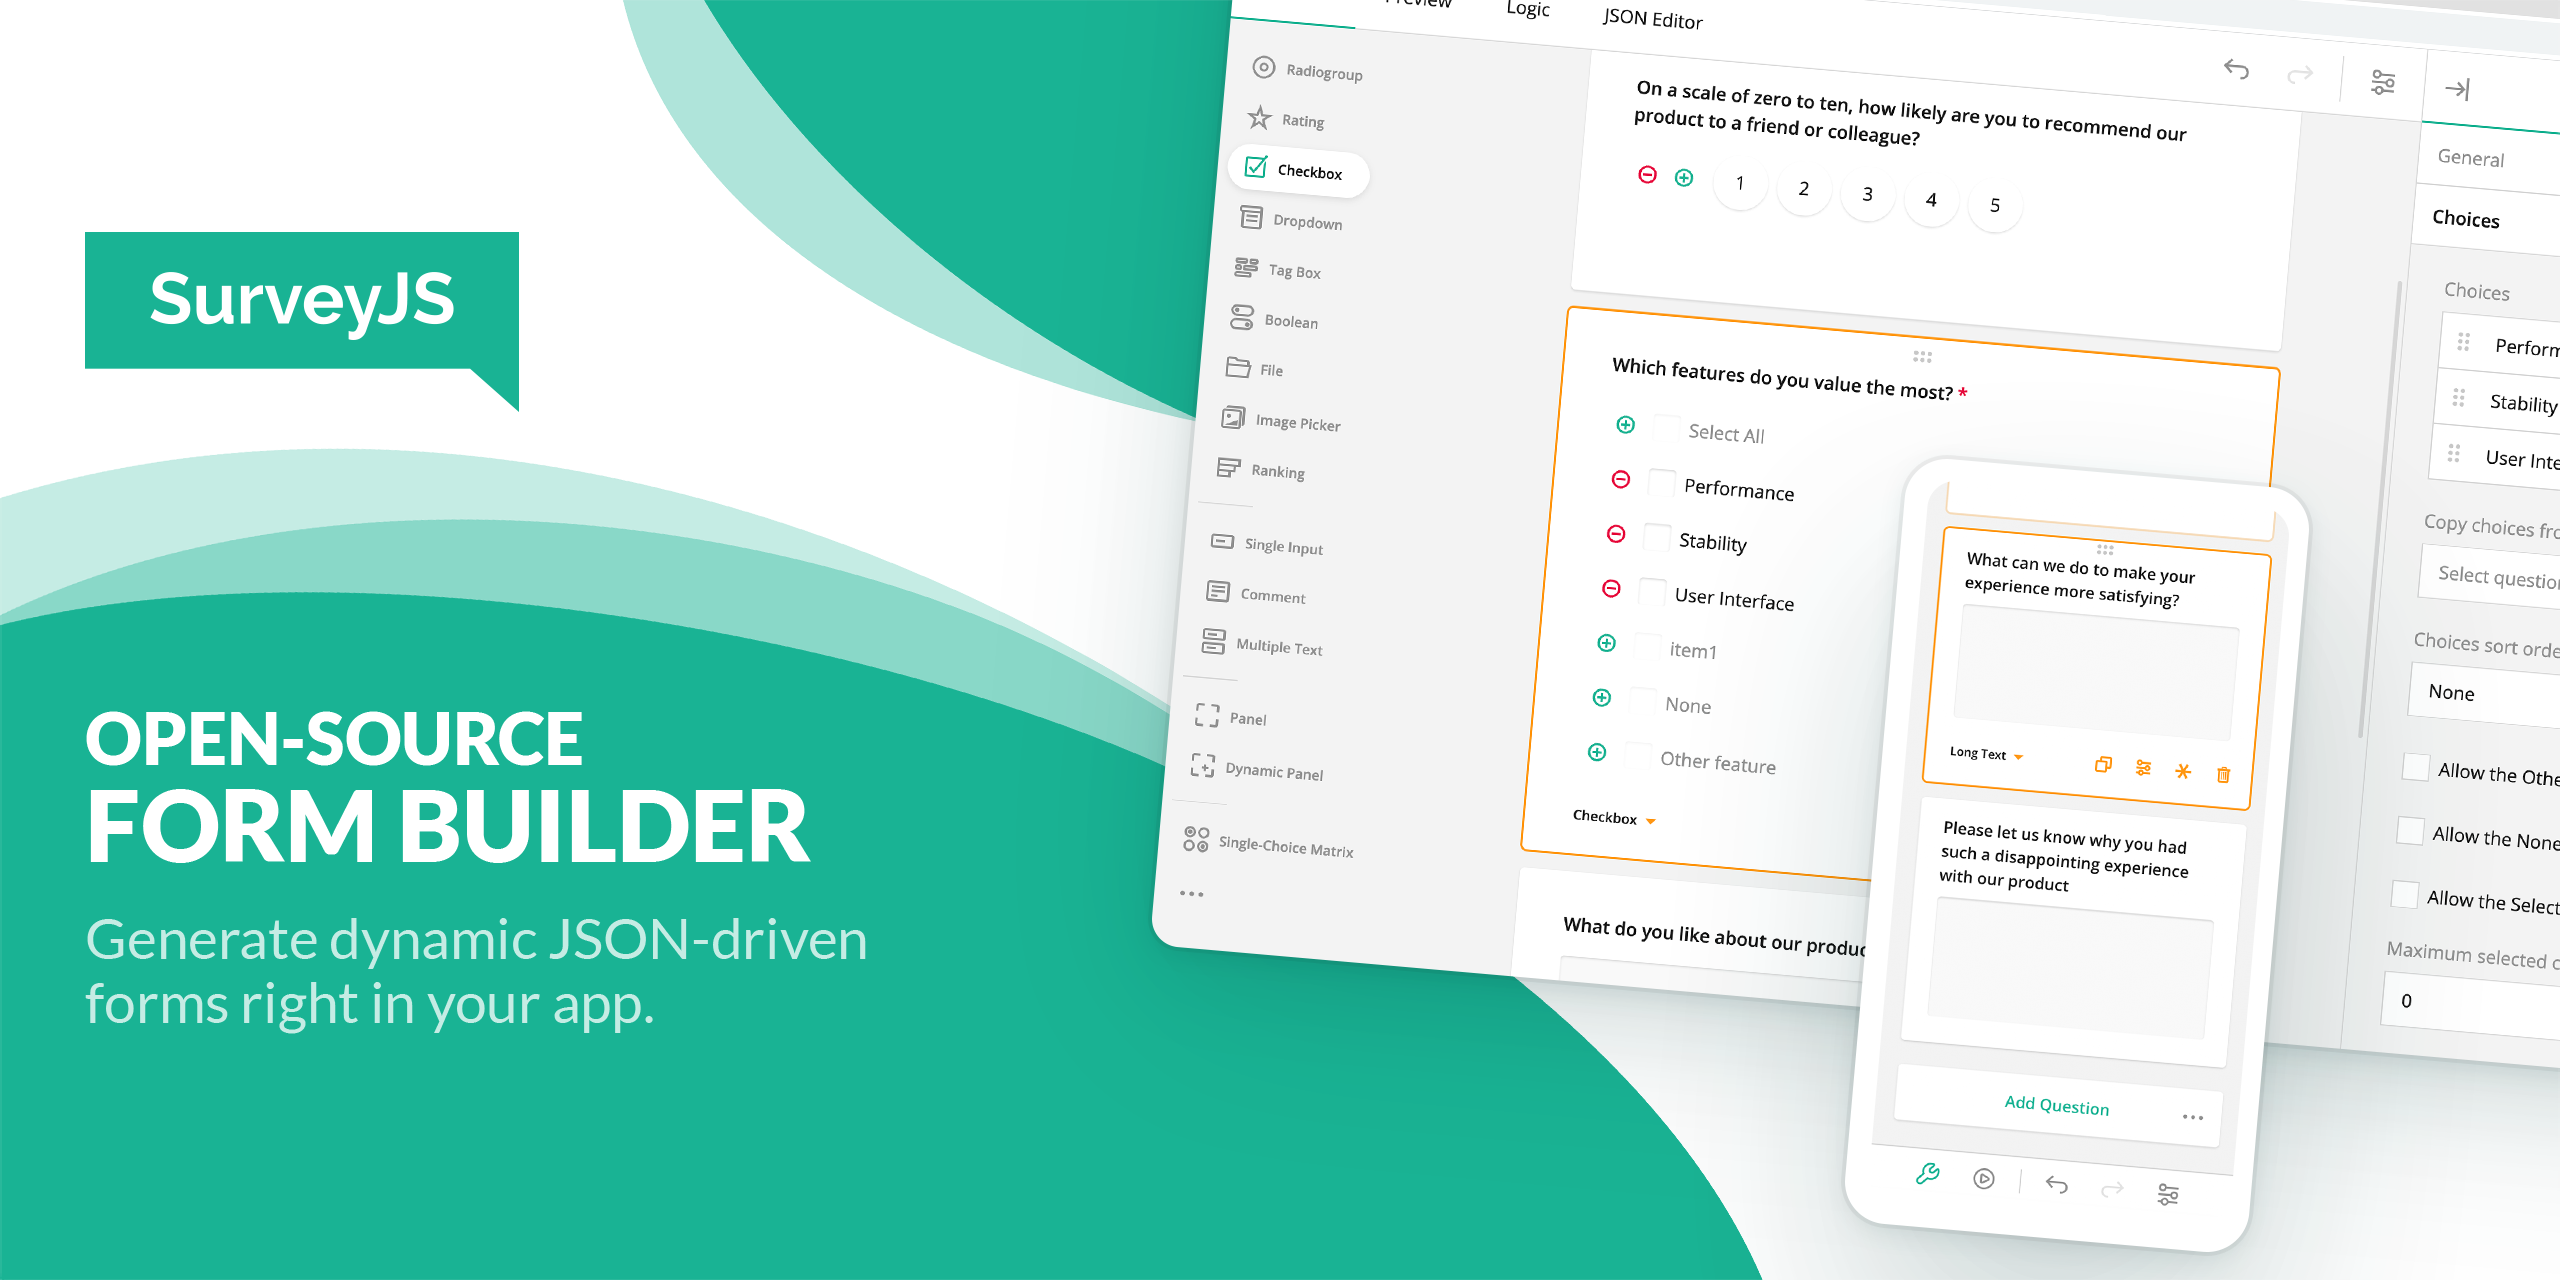 SurveyJS
OPEN-SOURCE
FORM BUILDER
Generate dynamic JSON-driven
forms right in your app.
Preview
Logic
JSON Editor
Radiogroup
Rating
Checkbox
Dropdown
Tag Box
Boolean
File
Image Picker
Ranking
Single Input
Comment
Multiple Text
Panel
Dynamic Panel
Single-Choice Matrix
On a scale of zero to ten, how likely are you to recommend our
product to a friend or colleague?
1 2 3 4 5
Which features do you value the most? *
Select All
Performance
Stability
User Interface
item1
None
Other feature
Checkbox
What do you like about our produc
What can we do to make your
experience more satisfying?
Long Text
Please let us know why you had
such a disappointing experience
with our product
Add Question
General
Choices
Choices
Perform
Stability
User Inte
Copy choices fro
Select question
Choices sort orde
None
Allow the Othe
Allow the None
Allow the Select
Maximum selected c
0